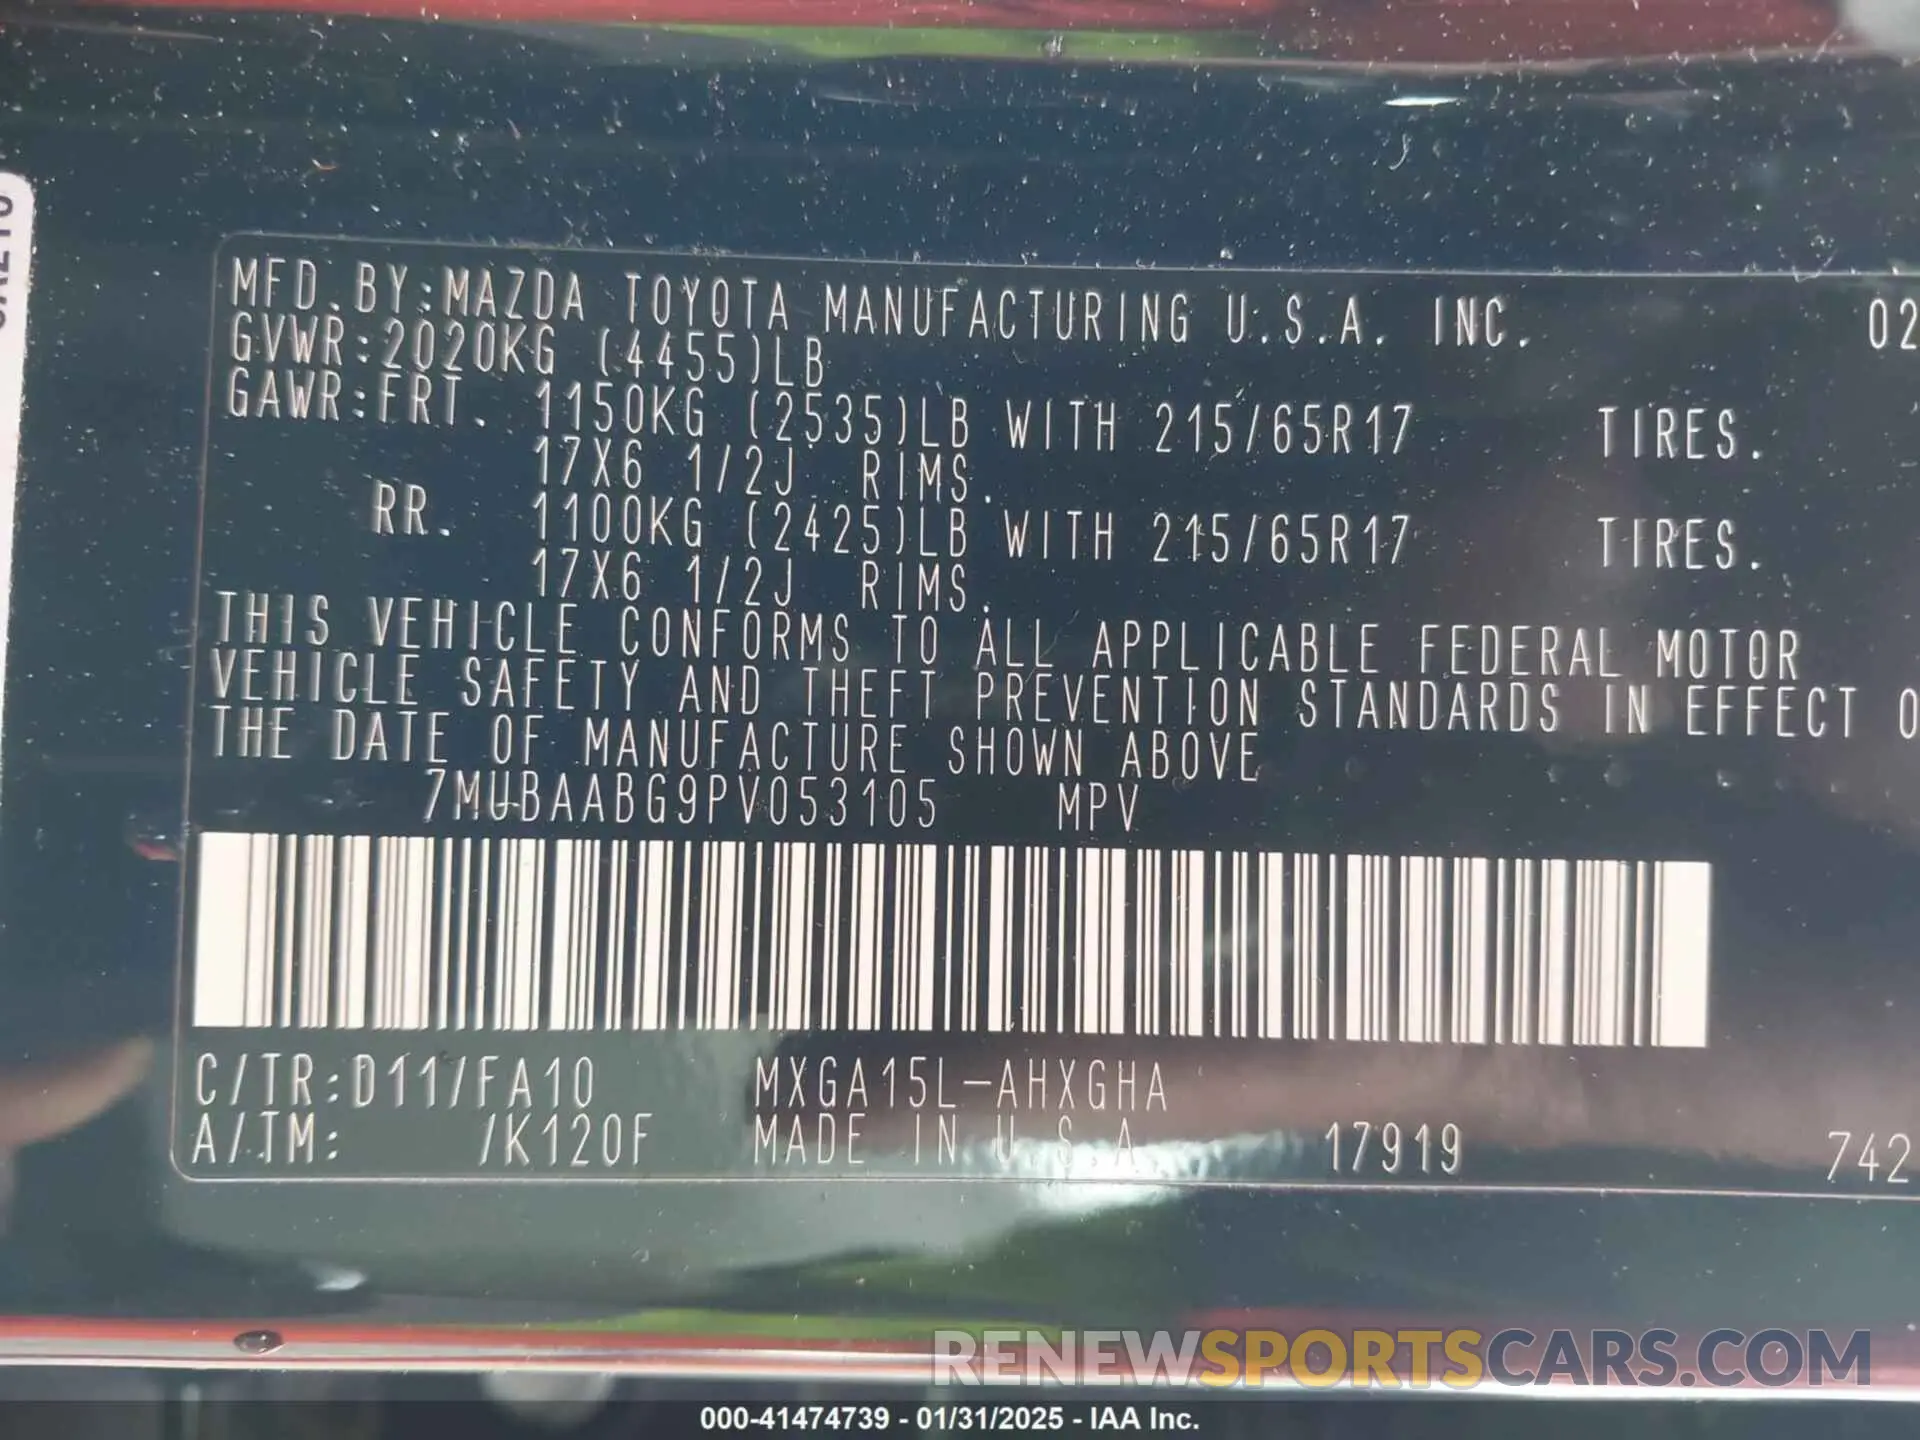 MFD.BY:MAZDA TOYOTA MANUFACTURING U.S.A. INC. 02
GVWR:2020KG (4455)LB
GAWR:FRT. 1150KG (2535)LB WITH 215/65R17 TIRES.
17X6 1/2J RIMS.
RR. 1100KG (2425)LB WITH 215/65R17 TIRES.
17X6 1/2J RIMS.
THIS VEHICLE CONFORMS TO ALL APPLICABLE FEDERAL MOTOR
VEHICLE SAFETY AND THEFT PREVENTION STANDARDS IN EFFECT O
THE DATE OF MANUFACTURE SHOWN ABOVE
7MUBAABG9PV053105 MPV
C/TR:D11/FA10 MXGA15L-AHXGHA
A/TM: /K120F MADE IN U.S.A 17919 742
RENEWSPORTSCARS.COM
000-41474739 - 01/31/2025 - IAA Inc.